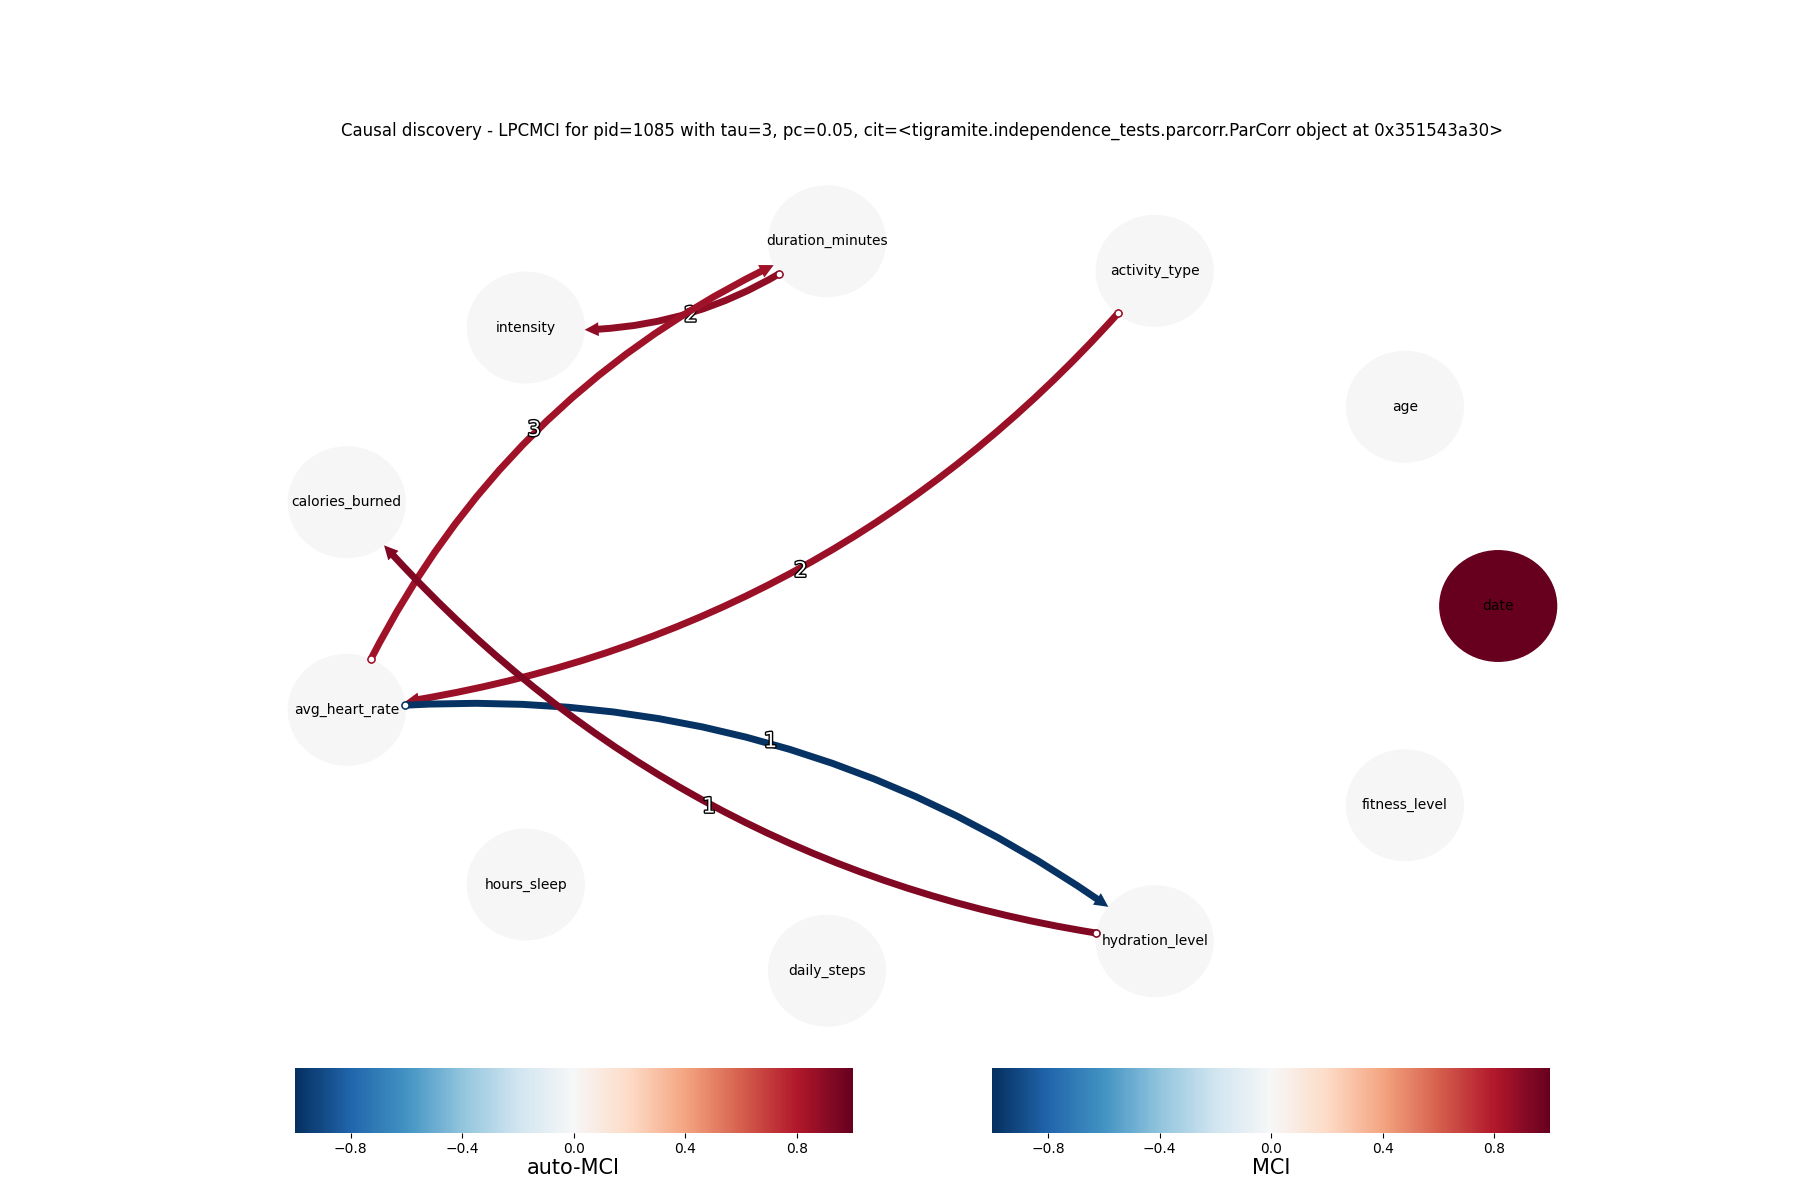 Causal discovery - LPCMCI for pid=1085 with tau=3, pc=0.05, cit=<tigramite.independence_tests.parcorr.ParCorr object at 0x351543a30>
duration_minutes
activity_type
2
intensity
age
3
calories_burned
2
date
avg_heart_rate
1
1
fitness_level
hours_sleep
hydration_level
daily_steps
−0.8 −0.4 0.0 0.4 0.8
auto-MCI
−0.8 −0.4 0.0 0.4 0.8
MCI